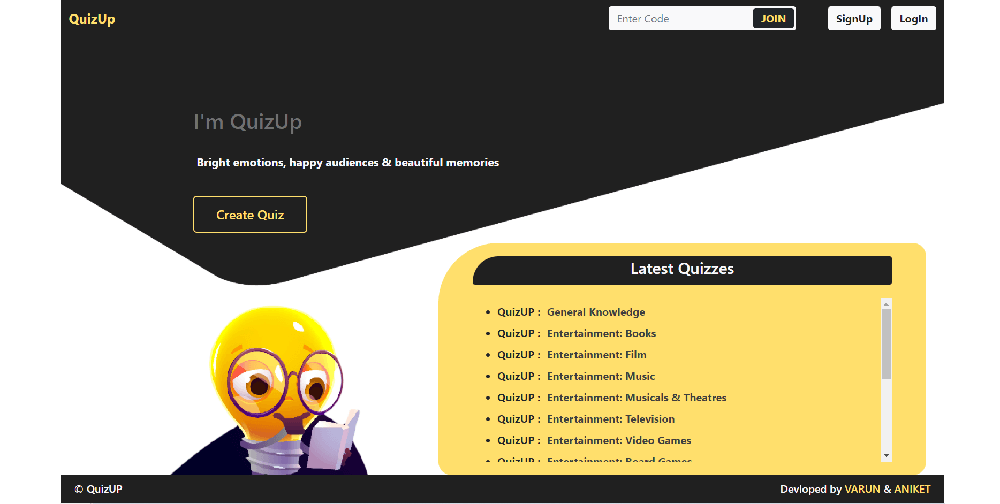 QuizUp
Enter Code
JOIN
SignUp
LogIn
I'm QuizUp
Bright emotions, happy audiences & beautiful memories
Create Quiz
Latest Quizzes
QuizUP : General Knowledge
QuizUP : Entertainment: Books
QuizUP : Entertainment: Film
QuizUP : Entertainment: Music
QuizUP : Entertainment: Musicals & Theatres
QuizUP : Entertainment: Television
QuizUP : Entertainment: Video Games
QuizUP : Entertainment: Board Games
© QuizUP
Devloped by VARUN & ANIKET